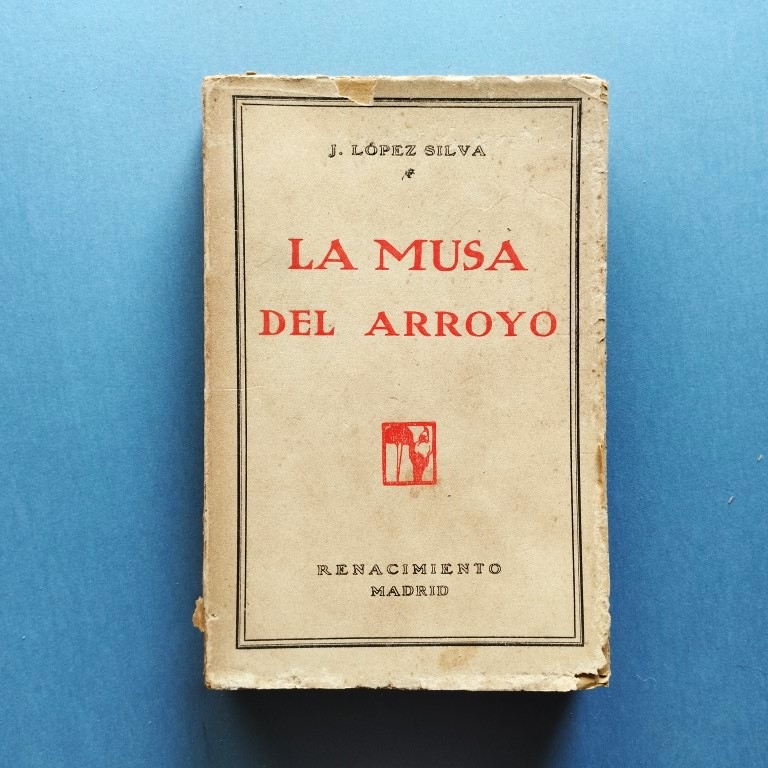 J. LÓPEZ SILVA
LA MUSA
DEL ARROYO
RENACIMIENTO
MADRID